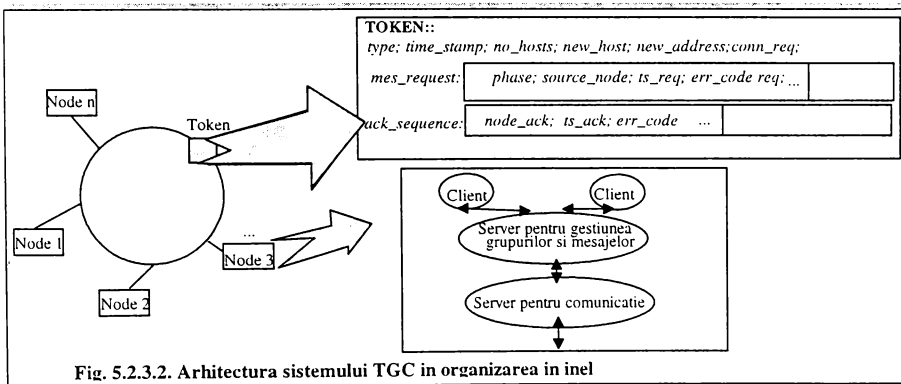 TOKEN::
type; time_stamp; no_hosts; new_host; new_address;conn_req;
mes_request: phase; source_node; ts_req; err_code req; ...
ack_sequence: node_ack; ts_ack; err_code ...
Node n
Token
Node 1
Node 2
...
Node 3
Client
Client
Server pentru gestiunea
grupurilor si mesajelor
Server pentru comunicatie
Fig. 5.2.3.2. Arhitectura sistemului TGC in organizarea in inel